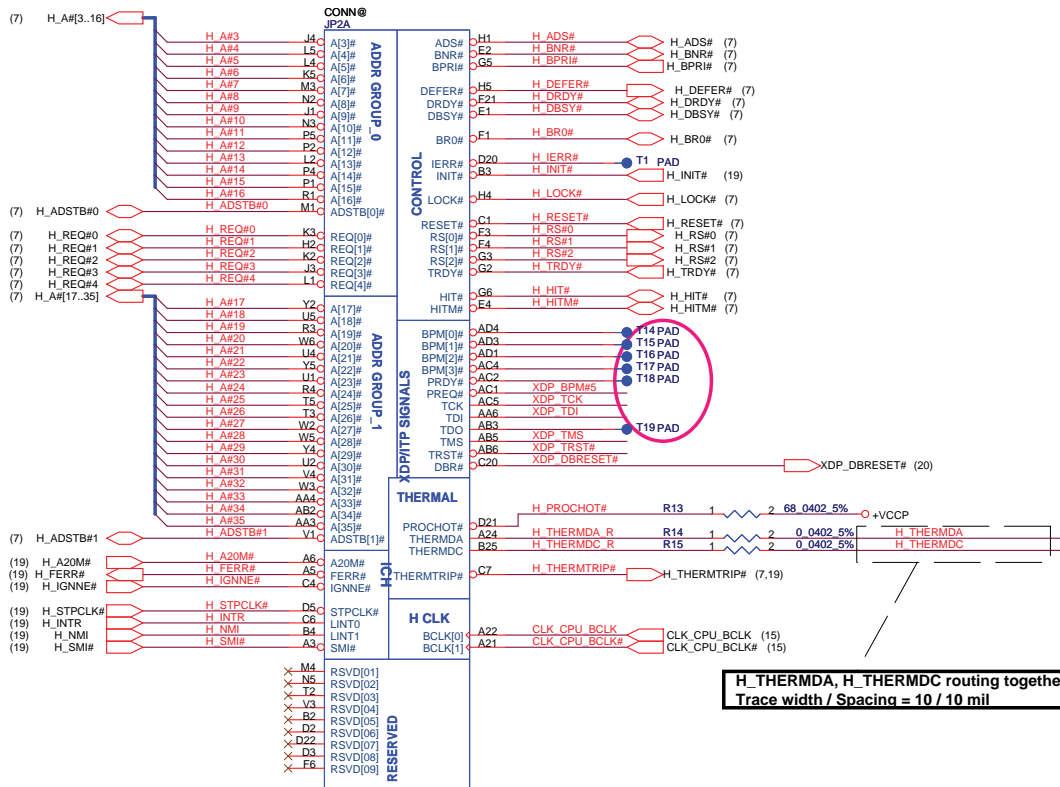 CONN@
JP2A
(7) H_A#[3..16]
H_A#3 J4 A[3]#
H_A#4 L5 A[4]#
H_A#5 L4 A[5]#
H_A#6 K5 A[6]#
H_A#7 M3 A[7]#
H_A#8 N2 A[8]#
H_A#9 J1 A[9]#
H_A#10 N3 A[10]#
H_A#11 P5 A[11]#
H_A#12 P2 A[12]#
H_A#13 L2 A[13]#
H_A#14 P4 A[14]#
H_A#15 P1 A[15]#
H_A#16 R1 A[16]#
(7) H_ADSTB#0 H_ADSTB#0 M1 ADSTB[0]#
(7) H_REQ#0 H_REQ#0 K3 REQ[0]#
(7) H_REQ#1 H_REQ#1 H2 REQ[1]#
(7) H_REQ#2 H_REQ#2 K2 REQ[2]#
(7) H_REQ#3 H_REQ#3 J3 REQ[3]#
(7) H_REQ#4 H_REQ#4 L1 REQ[4]#
(7) H_A#[17..35]
H_A#17 Y2 A[17]#
H_A#18 U5 A[18]#
H_A#19 R3 A[19]#
H_A#20 W6 A[20]#
H_A#21 U4 A[21]#
H_A#22 Y5 A[22]#
H_A#23 U1 A[23]#
H_A#24 R4 A[24]#
H_A#25 T5 A[25]#
H_A#26 T3 A[26]#
H_A#27 W2 A[27]#
H_A#28 W5 A[28]#
H_A#29 Y4 A[29]#
H_A#30 U2 A[30]#
H_A#31 V4 A[31]#
H_A#32 W3 A[32]#
H_A#33 AA4 A[33]#
H_A#34 AB2 A[34]#
H_A#35 AA3 A[35]#
(7) H_ADSTB#1 H_ADSTB#1 V1 ADSTB[1]#
(19) H_A20M# H_A20M# A6 A20M#
(19) H_FERR# H_FERR# A5 FERR#
(19) H_IGNNE# H_IGNNE# C4 IGNNE#
(19) H_STPCLK# H_STPCLK# D5 STPCLK#
(19) H_INTR H_INTR C6 LINT0
(19) H_NMI H_NMI B4 LINT1
(19) H_SMI# H_SMI# A3 SMI#
M4 RSVD[01]
N5 RSVD[02]
T2 RSVD[03]
V3 RSVD[04]
B2 RSVD[05]
D2 RSVD[06]
D22 RSVD[07]
D3 RSVD[08]
F6 RSVD[09]
ADDR GROUP_0
ADDR GROUP_1
ICH
RESERVED
CONTROL
XDP/ITP SIGNALS
THERMAL
H CLK
ADS# H1 H_ADS# H_ADS# (7)
BNR# E2 H_BNR# H_BNR# (7)
BPRI# G5 H_BPRI# H_BPRI# (7)
DEFER# H5 H_DEFER# H_DEFER# (7)
DRDY# F21 H_DRDY# H_DRDY# (7)
DBSY# E1 H_DBSY# H_DBSY# (7)
BR0# F1 H_BR0# H_BR0# (7)
IERR# D20 H_IERR# T1 PAD
INIT# B3 H_INIT# H_INIT# (19)
LOCK# H4 H_LOCK# H_LOCK# (7)
RESET# C1 H_RESET# H_RESET# (7)
RS[0]# F3 H_RS#0 H_RS#0 (7)
RS[1]# F4 H_RS#1 H_RS#1 (7)
RS[2]# G3 H_RS#2 H_RS#2 (7)
TRDY# G2 H_TRDY# H_TRDY# (7)
HIT# G6 H_HIT# H_HIT# (7)
HITM# E4 H_HITM# H_HITM# (7)
BPM[0]# AD4 T14 PAD
BPM[1]# AD3 T15 PAD
BPM[2]# AD1 T16 PAD
BPM[3]# AC4 T17 PAD
PRDY# AC2 T18 PAD
PREQ# AC1 XDP_BPM#5
TCK AC5 XDP_TCK
TDI AA6 XDP_TDI
TDO AB3 T19 PAD
TMS AB5 XDP_TMS
TRST# AB6 XDP_TRST#
DBR# C20 XDP_DBRESET# XDP_DBRESET# (20)
PROCHOT# D21 H_PROCHOT# R13 1 2 68_0402_5% +VCCP
THERMDA A24 H_THERMDA_R R14 1 2 0_0402_5% H_THERMDA
THERMDC B25 H_THERMDC_R R15 1 2 0_0402_5% H_THERMDC
THERMTRIP# C7 H_THERMTRIP# H_THERMTRIP# (7,19)
BCLK[0] A22 CLK_CPU_BCLK CLK_CPU_BCLK (15)
BCLK[1] A21 CLK_CPU_BCLK# CLK_CPU_BCLK# (15)
H_THERMDA, H_THERMDC routing togethe
Trace width / Spacing = 10 / 10 mil